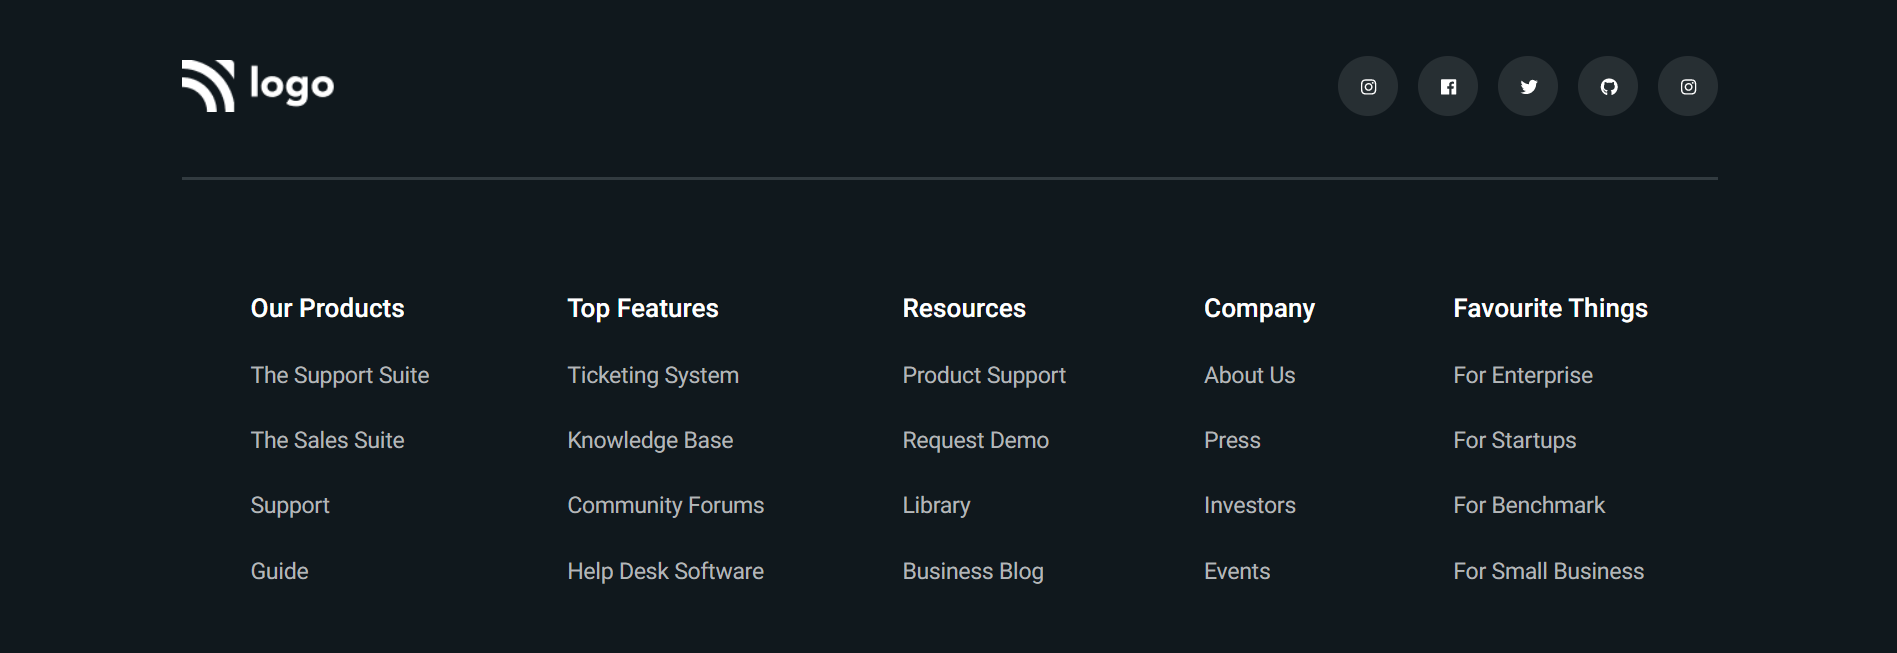 logo
Our Products
The Support Suite
The Sales Suite
Support
Guide
Top Features
Ticketing System
Knowledge Base
Community Forums
Help Desk Software
Resources
Product Support
Request Demo
Library
Business Blog
Company
About Us
Press
Investors
Events
Favourite Things
For Enterprise
For Startups
For Benchmark
For Small Business